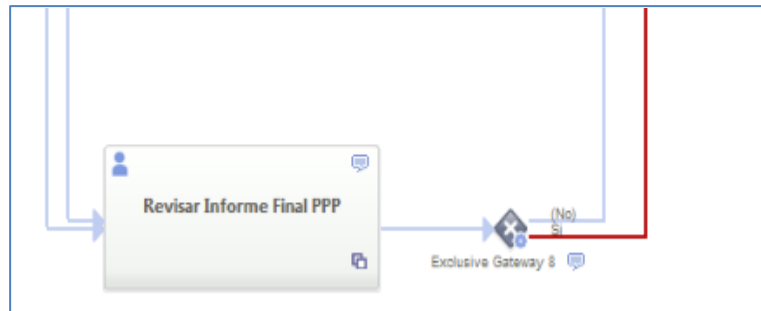 Revisar Informe Final PPP
(No)
Si
Exclusive Gateway 8